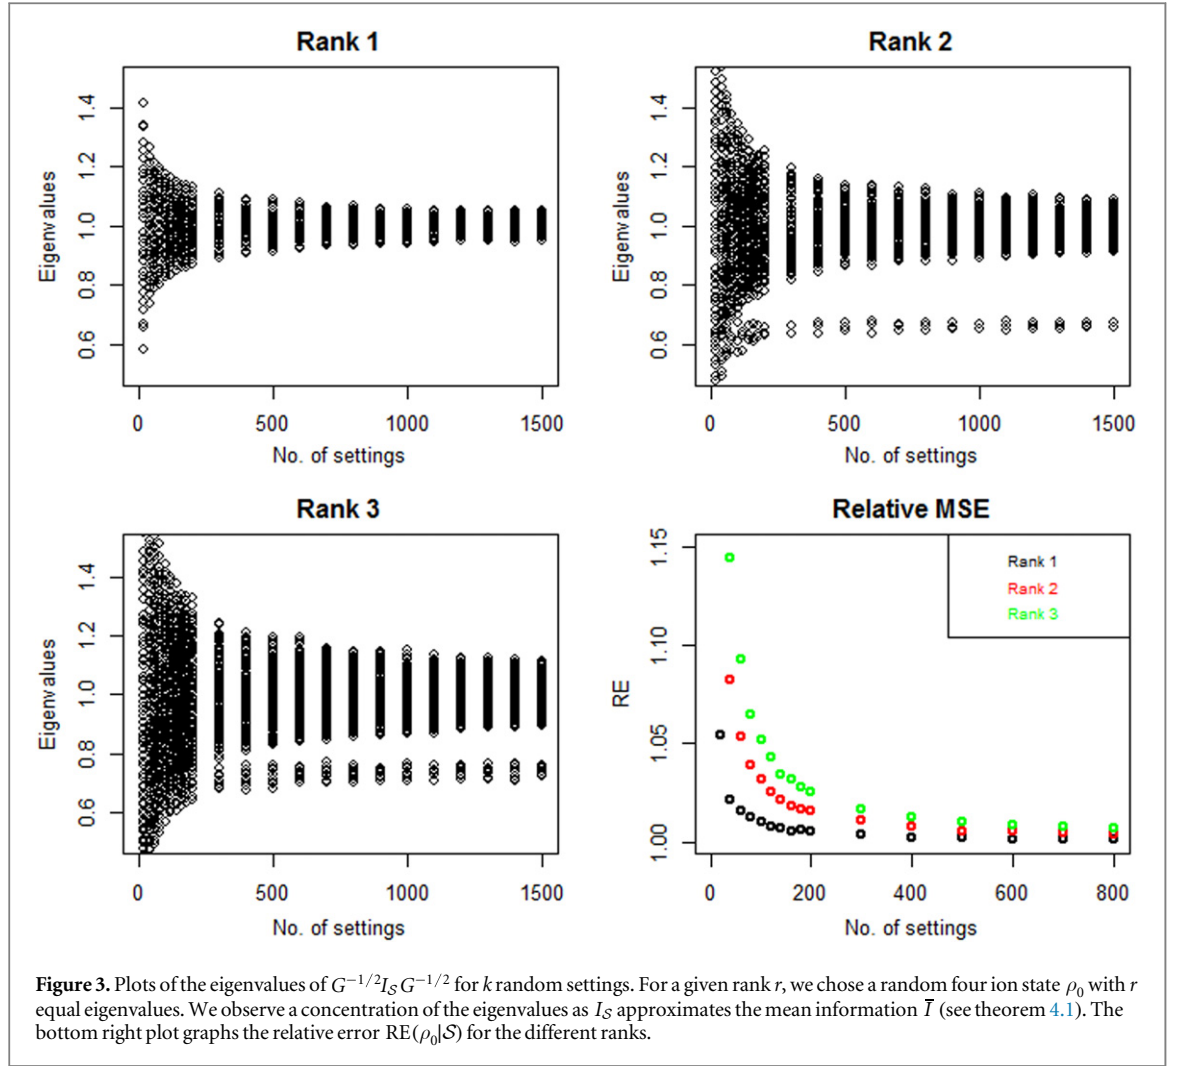 Rank 1
Eigenvalues
0.6 0.8 1.0 1.2 1.4
0 500 1000 1500
No. of settings
Rank 2
Eigenvalues
0.6 0.8 1.0 1.2 1.4
0 500 1000 1500
No. of settings
Rank 3
Eigenvalues
0.6 0.8 1.0 1.2 1.4
0 500 1000 1500
No. of settings
Relative MSE
RE
1.00 1.05 1.10 1.15
Rank 1
Rank 2
Rank 3
0 200 400 600 800
No. of settings
Figure 3. Plots of the eigenvalues of G^{−1/2}I_𝒮 G^{−1/2} for k random settings. For a given rank r, we chose a random four ion state ρ₀ with r
equal eigenvalues. We observe a concentration of the eigenvalues as I_𝒮 approximates the mean information Ī (see theorem 4.1). The
bottom right plot graphs the relative error RE(ρ₀|𝒮) for the different ranks.